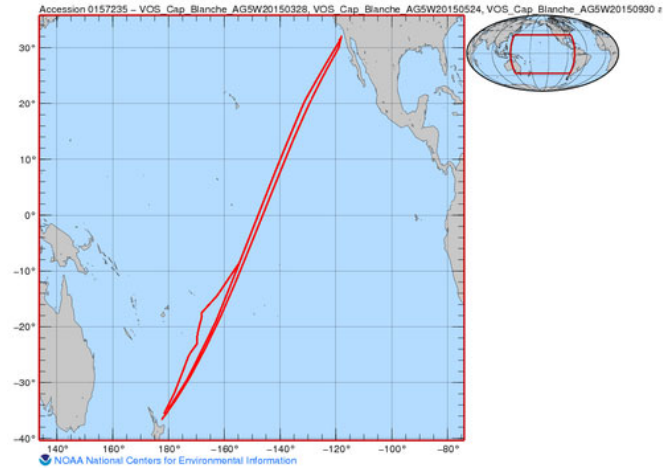 Accession 0157235 – VOS_Cap_Blanche_AG5W20150328, VOS_Cap_Blanche_AG5W20150524, VOS_Cap_Blanche_AG5W20150930 a
30°
20°
10°
0°
−10°
−20°
−30°
−40°
140° 160° −180° −160° −140° −120° −100° −80°
NOAA National Centers for Environmental Information